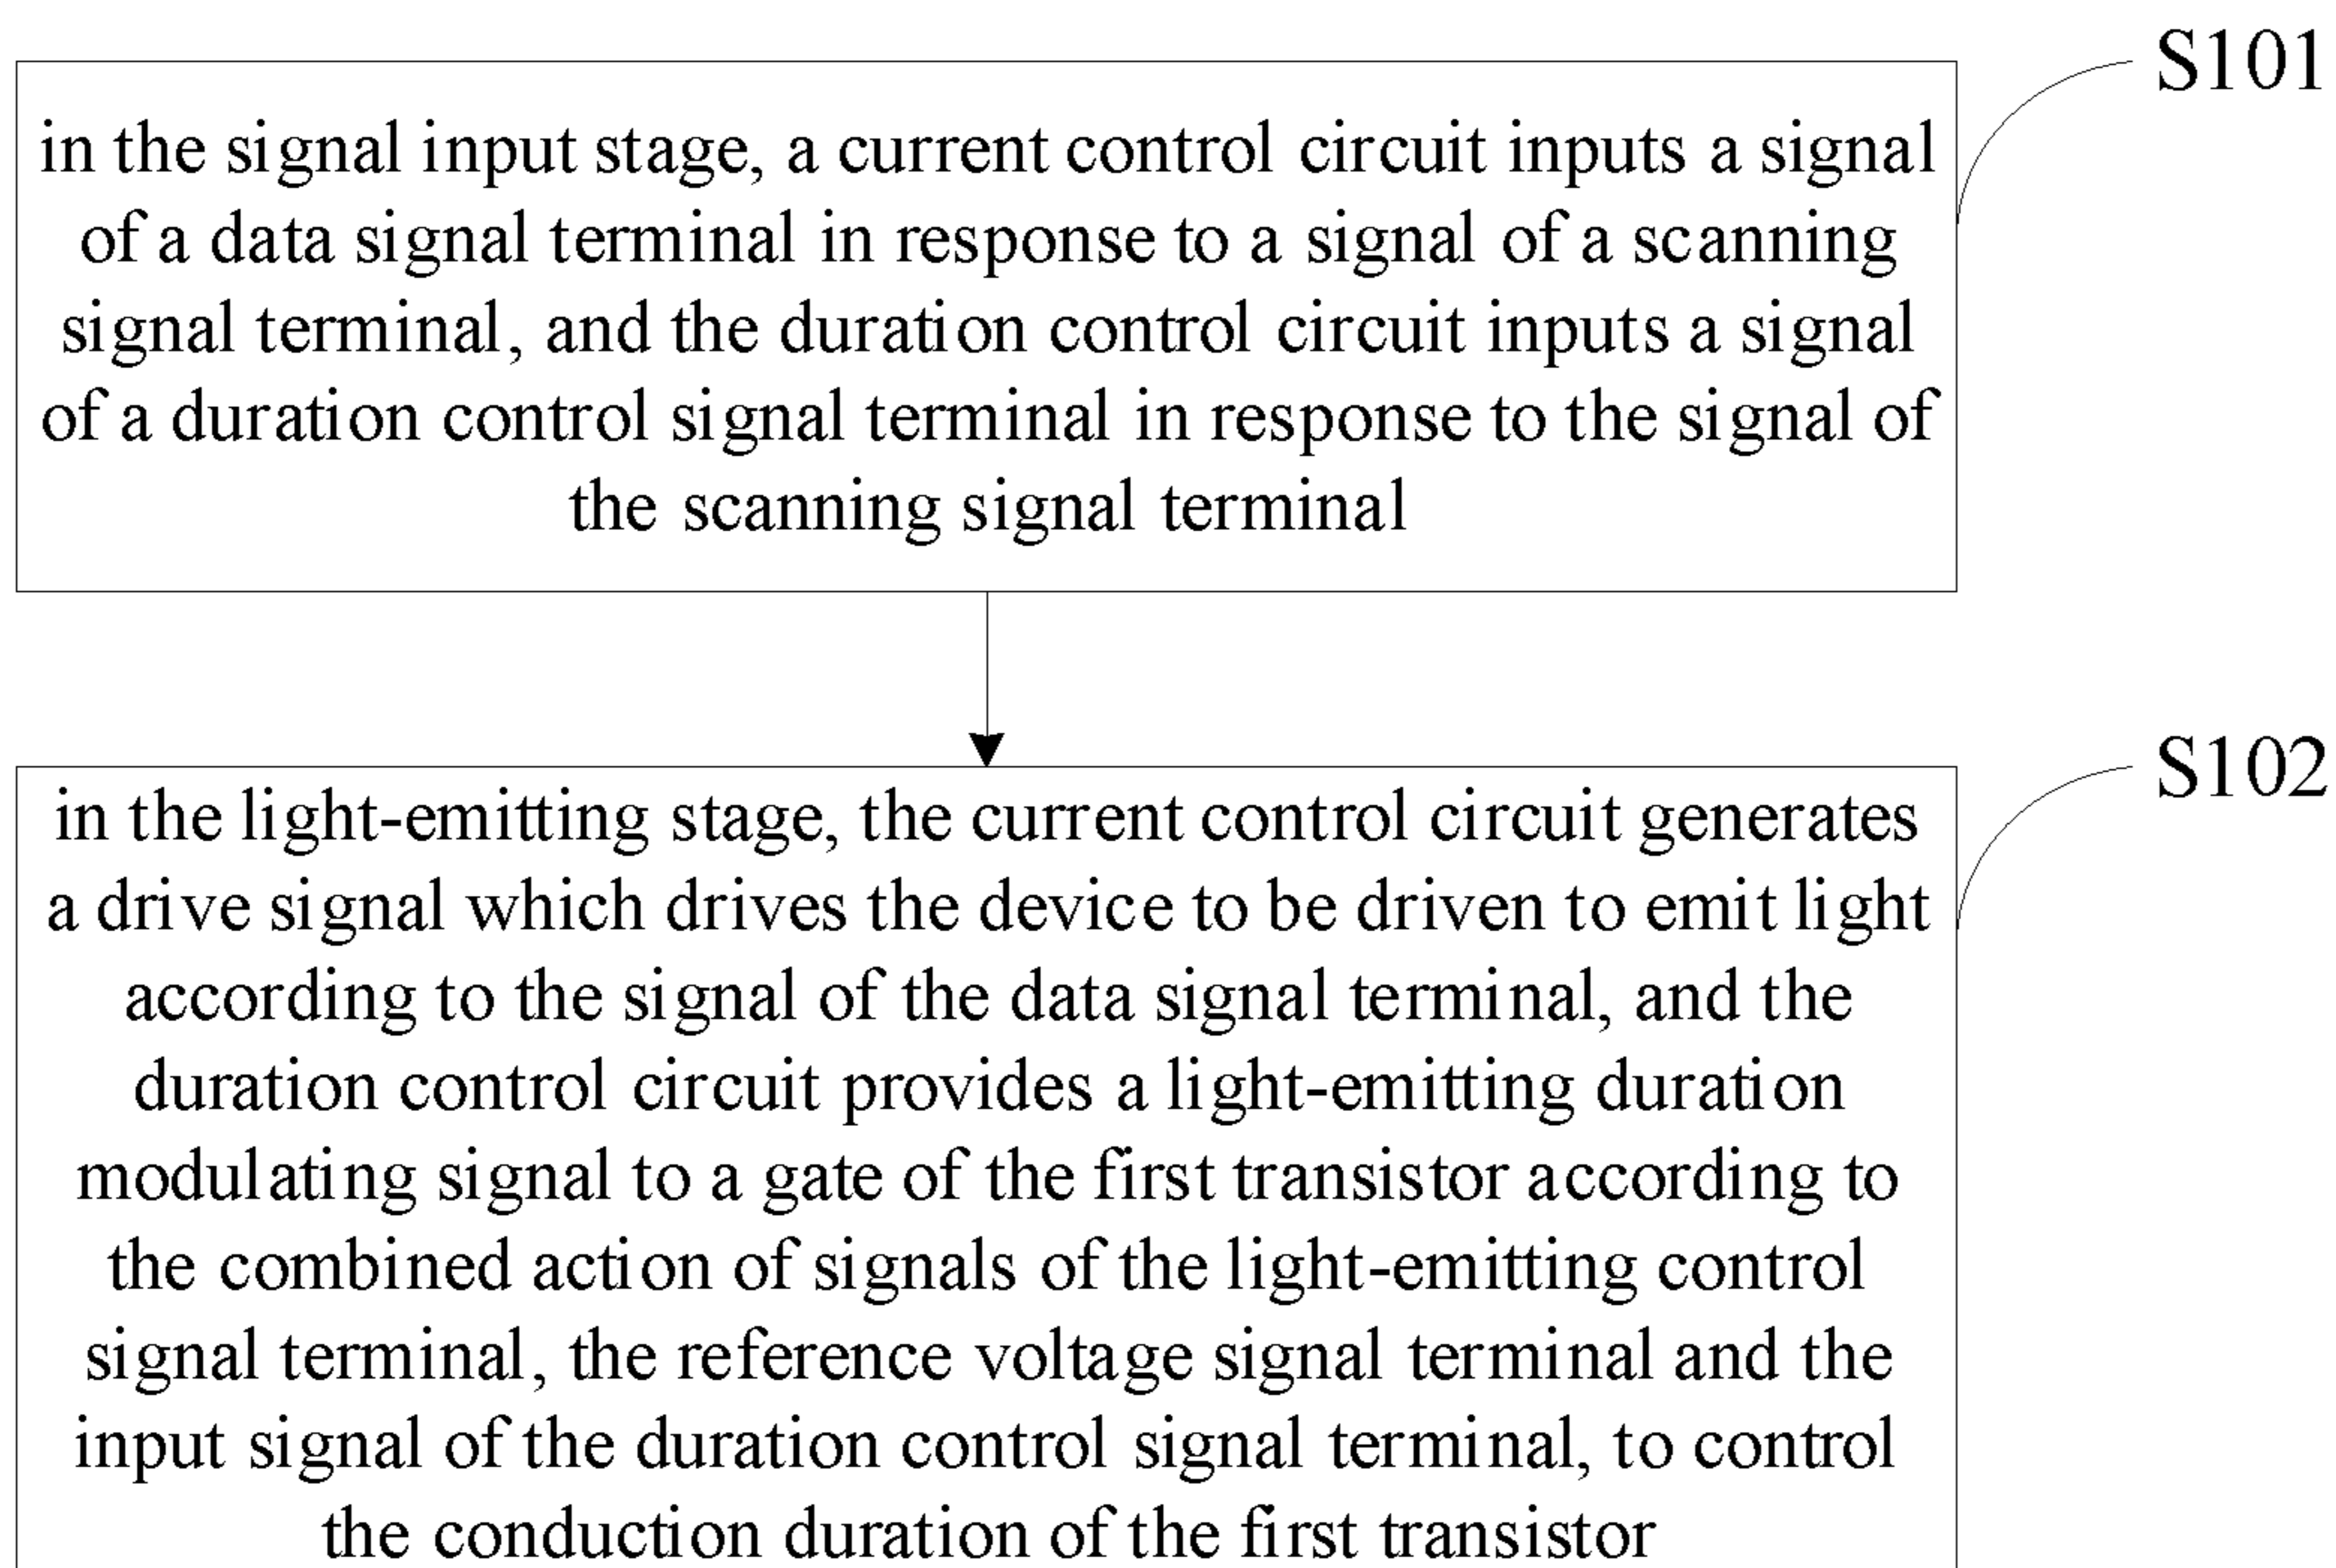 S101
in the signal input stage, a current control circuit inputs a signal
of a data signal terminal in response to a signal of a scanning
signal terminal, and the duration control circuit inputs a signal
of a duration control signal terminal in response to the signal of
the scanning signal terminal
S102
in the light-emitting stage, the current control circuit generates
a drive signal which drives the device to be driven to emit light
according to the signal of the data signal terminal, and the
duration control circuit provides a light-emitting duration
modulating signal to a gate of the first transistor according to
the combined action of signals of the light-emitting control
signal terminal, the reference voltage signal terminal and the
input signal of the duration control signal terminal, to control
the conduction duration of the first transistor